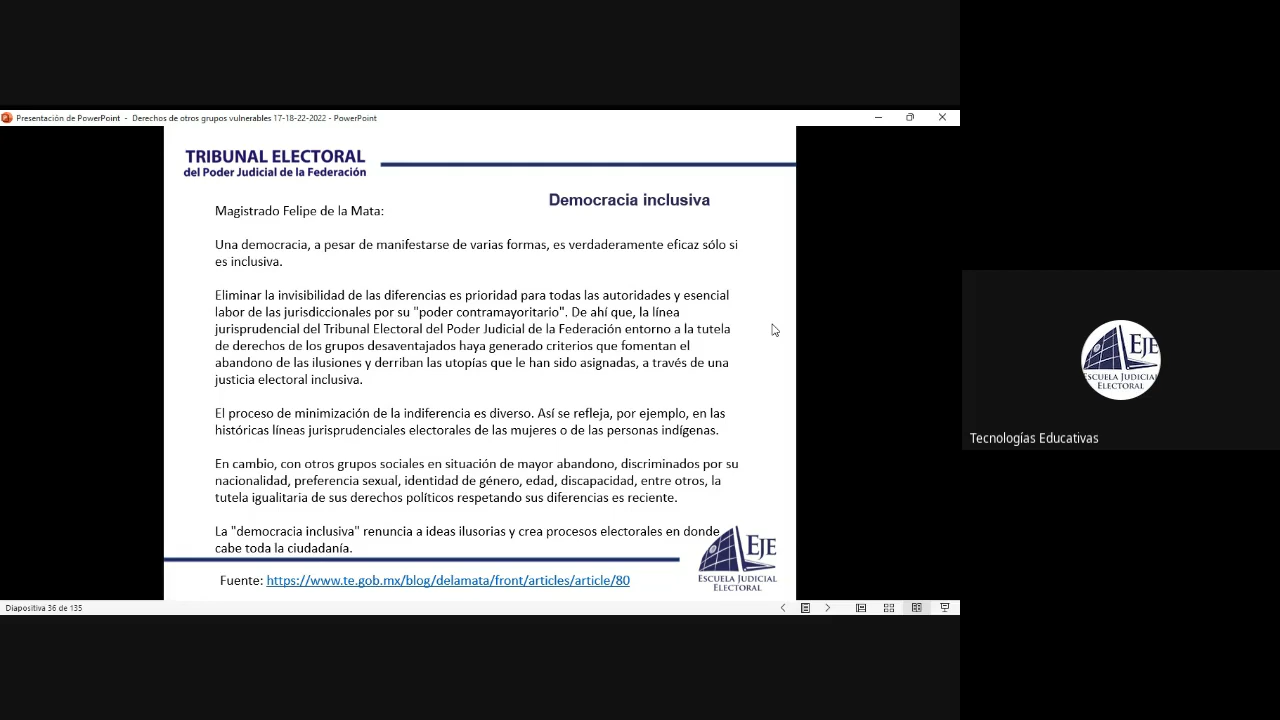 Presentación de PowerPoint - Derechos de otros grupos vulnerables 17-18-22-2022 - PowerPoint
TRIBUNAL ELECTORAL
del Poder Judicial de la Federación
Democracia inclusiva
Magistrado Felipe de la Mata:
Una democracia, a pesar de manifestarse de varias formas, es verdaderamente eficaz sólo si
es inclusiva.
Eliminar la invisibilidad de las diferencias es prioridad para todas las autoridades y esencial
labor de las jurisdiccionales por su "poder contramayoritario". De ahí que, la línea
jurisprudencial del Tribunal Electoral del Poder Judicial de la Federación entorno a la tutela
de derechos de los grupos desaventajados haya generado criterios que fomentan el
abandono de las ilusiones y derriban las utopías que le han sido asignadas, a través de una
justicia electoral inclusiva.
El proceso de minimización de la indiferencia es diverso. Así se refleja, por ejemplo, en las
históricas líneas jurisprudenciales electorales de las mujeres o de las personas indígenas.
En cambio, con otros grupos sociales en situación de mayor abandono, discriminados por su
nacionalidad, preferencia sexual, identidad de género, edad, discapacidad, entre otros, la
tutela igualitaria de sus derechos políticos respetando sus diferencias es reciente.
La "democracia inclusiva" renuncia a ideas ilusorias y crea procesos electorales en donde
cabe toda la ciudadanía.
Fuente: https://www.te.gob.mx/blog/delamata/front/articles/article/80
EJE
ESCUELA JUDICIAL
ELECTORAL
Diapositiva 36 de 135
EJE
ESCUELA JUDICIAL
ELECTORAL
Tecnologías Educativas